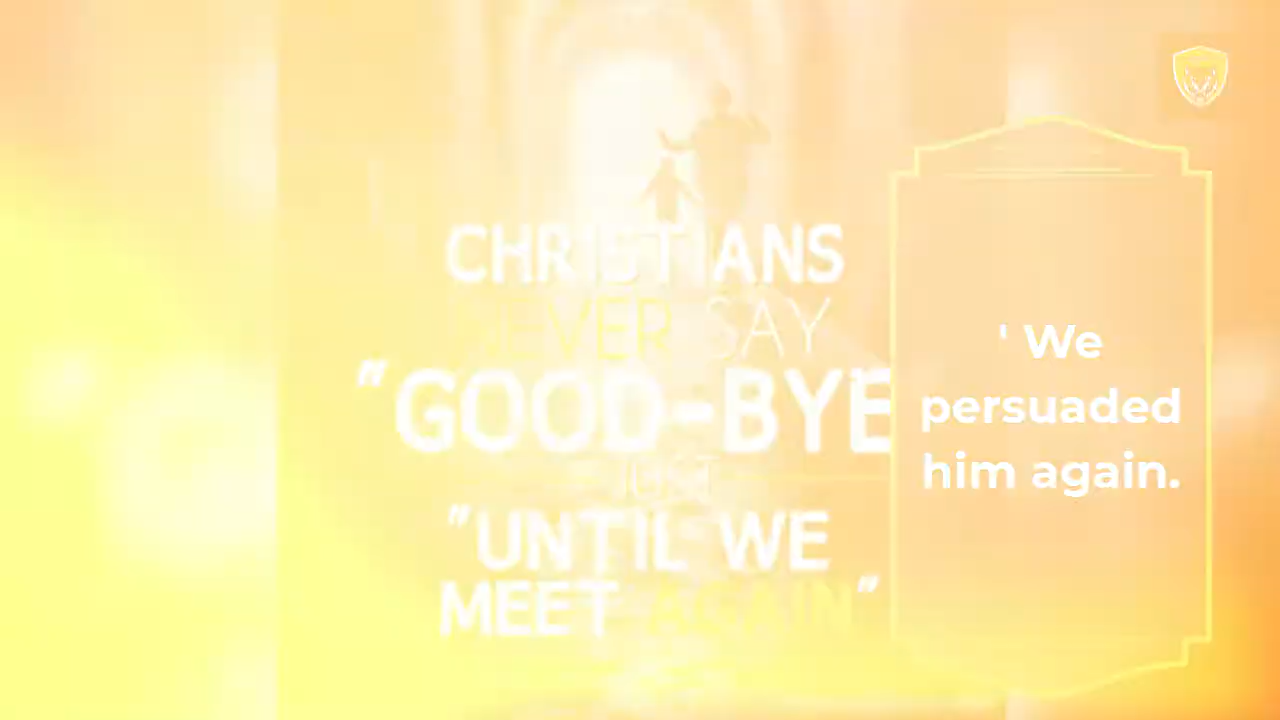 CHRISTIANS
NEVER SAY
"GOOD-BYE
JUST
"UNTIL WE
MEET AGAIN"
' We
persuaded
him again.